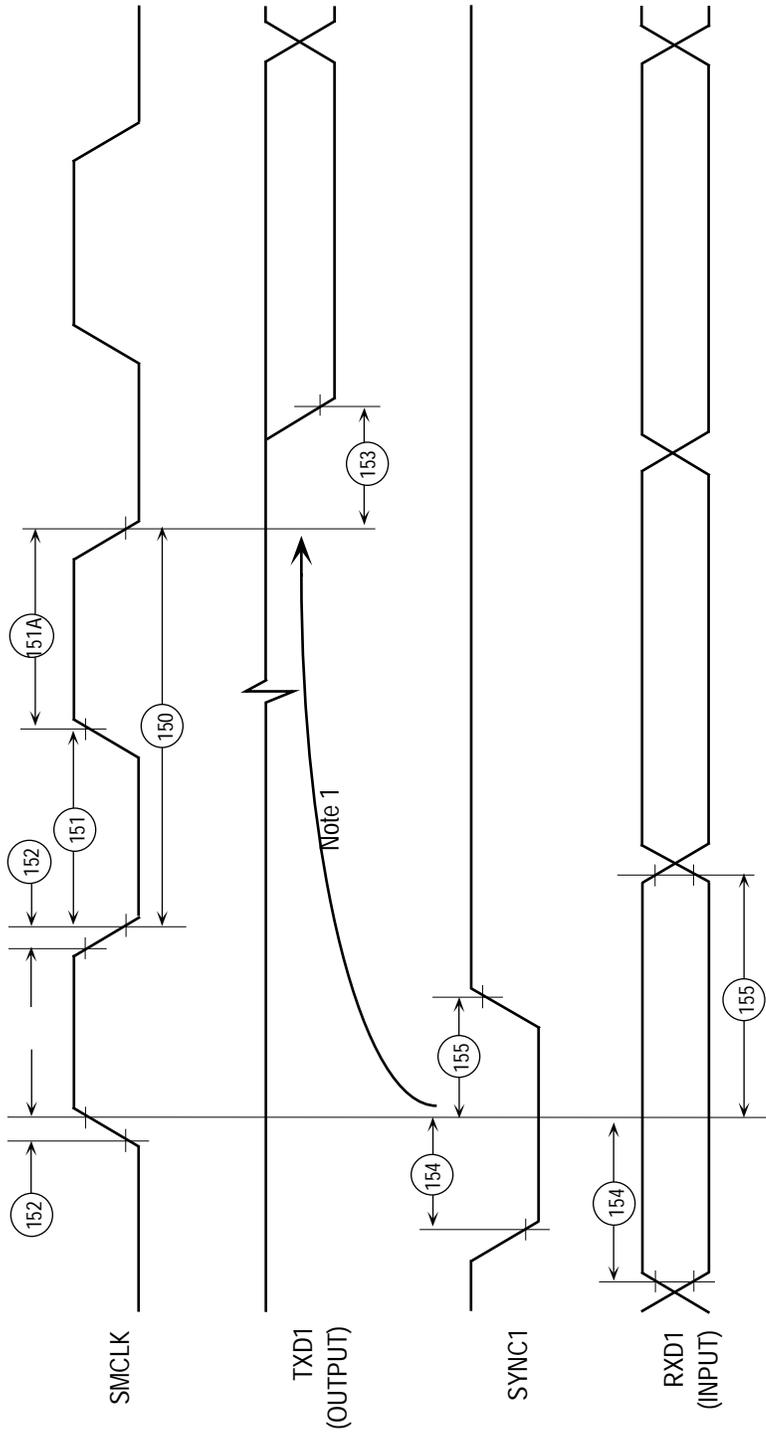 SMCLK
152
152
151
151A
150
TXD1
(OUTPUT)
Note 1
153
SYNC1
154
155
RXD1
(INPUT)
154
155